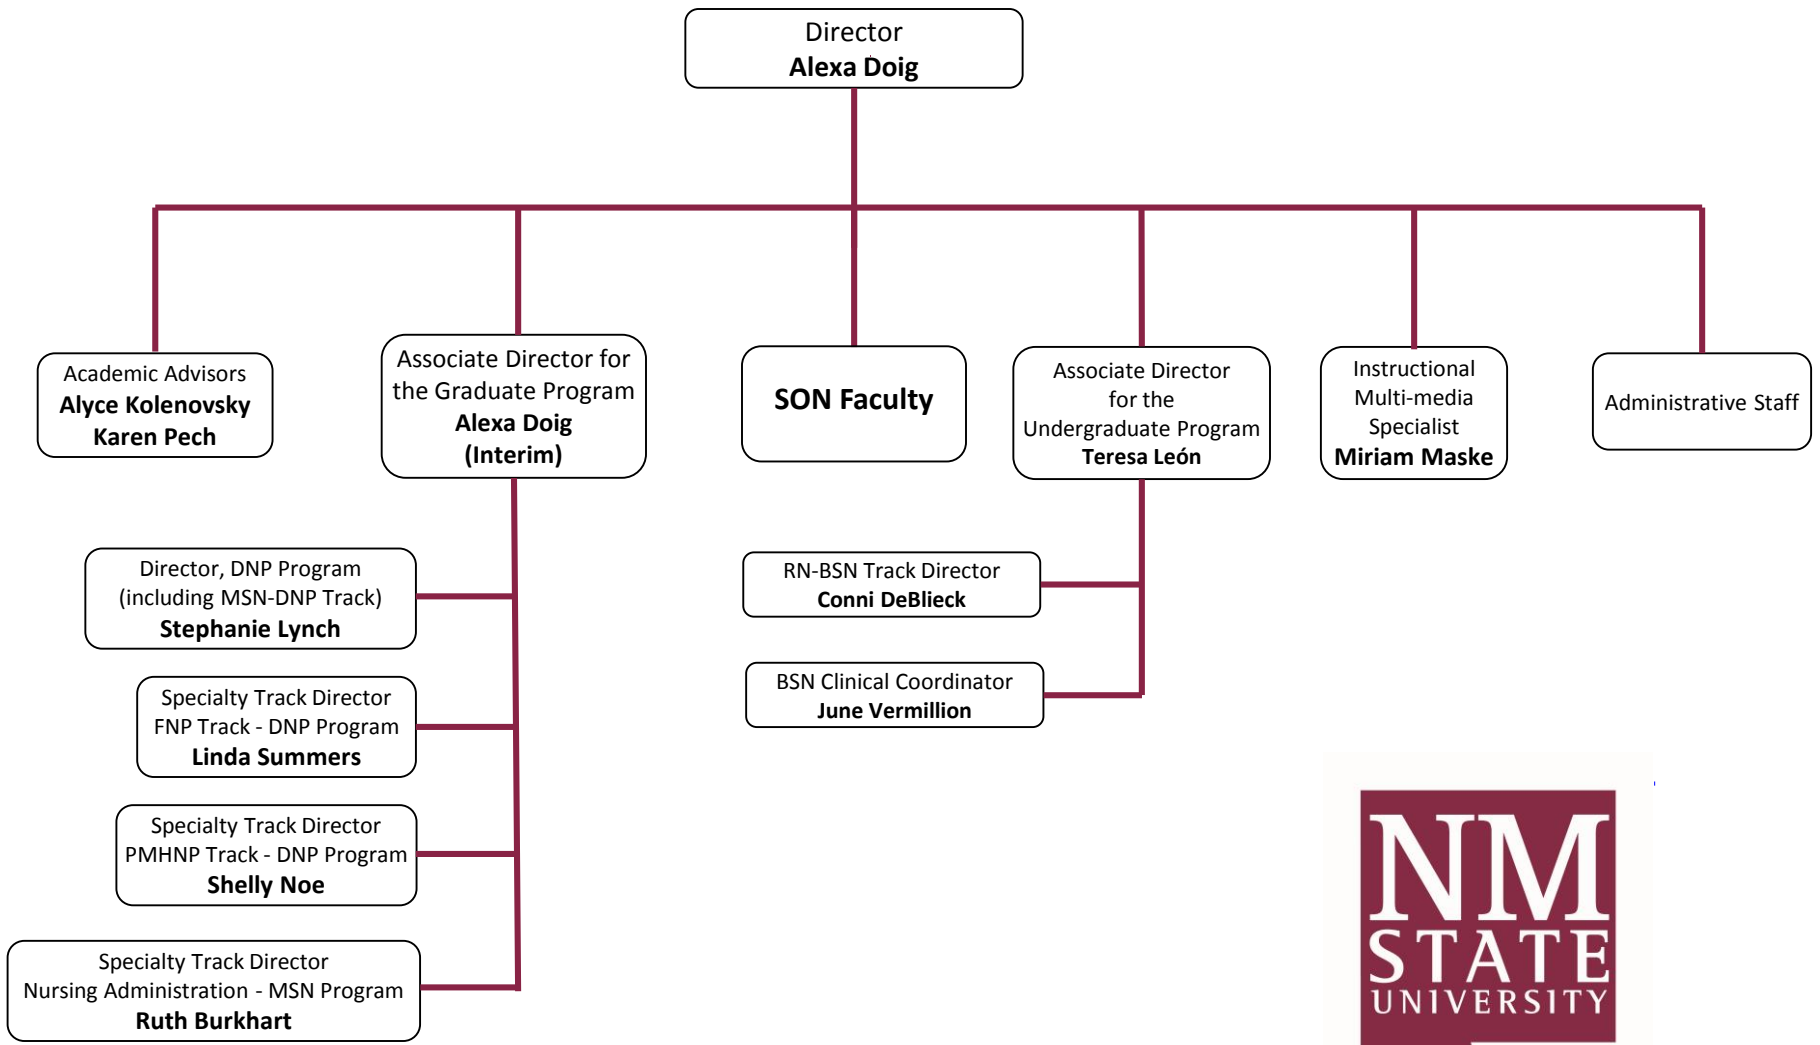 Director
Alexa Doig
Academic Advisors
Alyce Kolenovsky
Karen Pech
Associate Director for
the Graduate Program
Alexa Doig
(Interim)
SON Faculty
Associate Director
for the
Undergraduate Program
Teresa León
Instructional
Multi-media
Specialist
Miriam Maske
Administrative Staff
Director, DNP Program
(including MSN-DNP Track)
Stephanie Lynch
Specialty Track Director
FNP Track - DNP Program
Linda Summers
Specialty Track Director
PMHNP Track - DNP Program
Shelly Noe
Specialty Track Director
Nursing Administration - MSN Program
Ruth Burkhart
RN-BSN Track Director
Conni DeBlieck
BSN Clinical Coordinator
June Vermillion
NM
STATE
UNIVERSITY